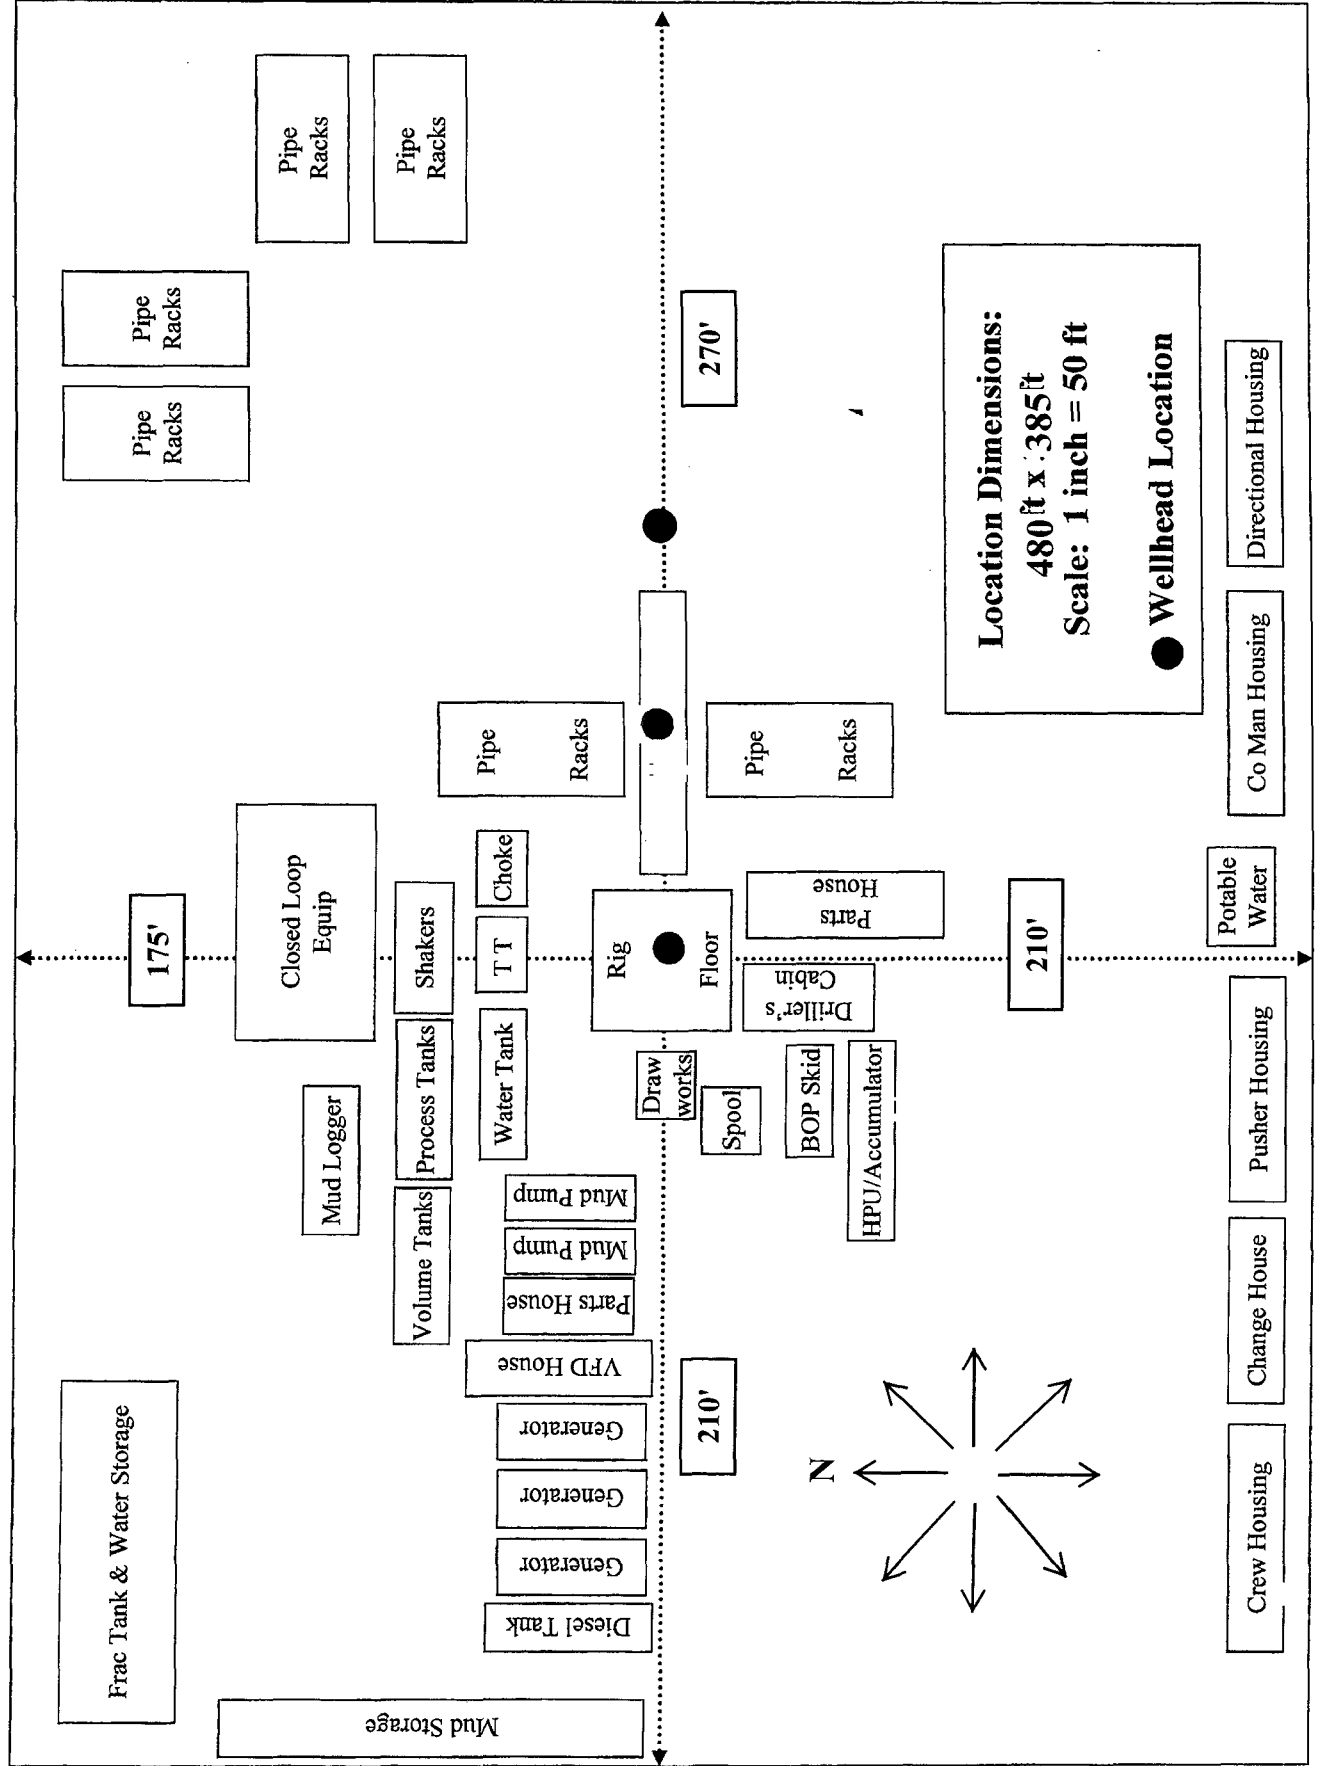 Pipe
Racks
Pipe
Racks
Pipe
Racks
Pipe
Racks
270'
Location Dimensions:
480ft x 385ft
Scale: 1 inch = 50 ft
Wellhead Location
Directional Housing
Co Man Housing
Pipe
Racks
Pipe
Racks
175'
Closed Loop
Equip
Shakers
Choke
T T
Rig
Floor
Parts
House
Driller's
Cabin
210'
Potable
Water
Mud Logger
Process Tanks
Volume Tanks
Water Tank
Draw
works
Spool
BOP Skid
HPU/Accumulator
Pusher Housing
Mud Pump
Mud Pump
Parts House
VFD House
Generator
Generator
Generator
Diesel Tank
210'
N
Change House
Crew Housing
Frac Tank & Water Storage
Mud Storage